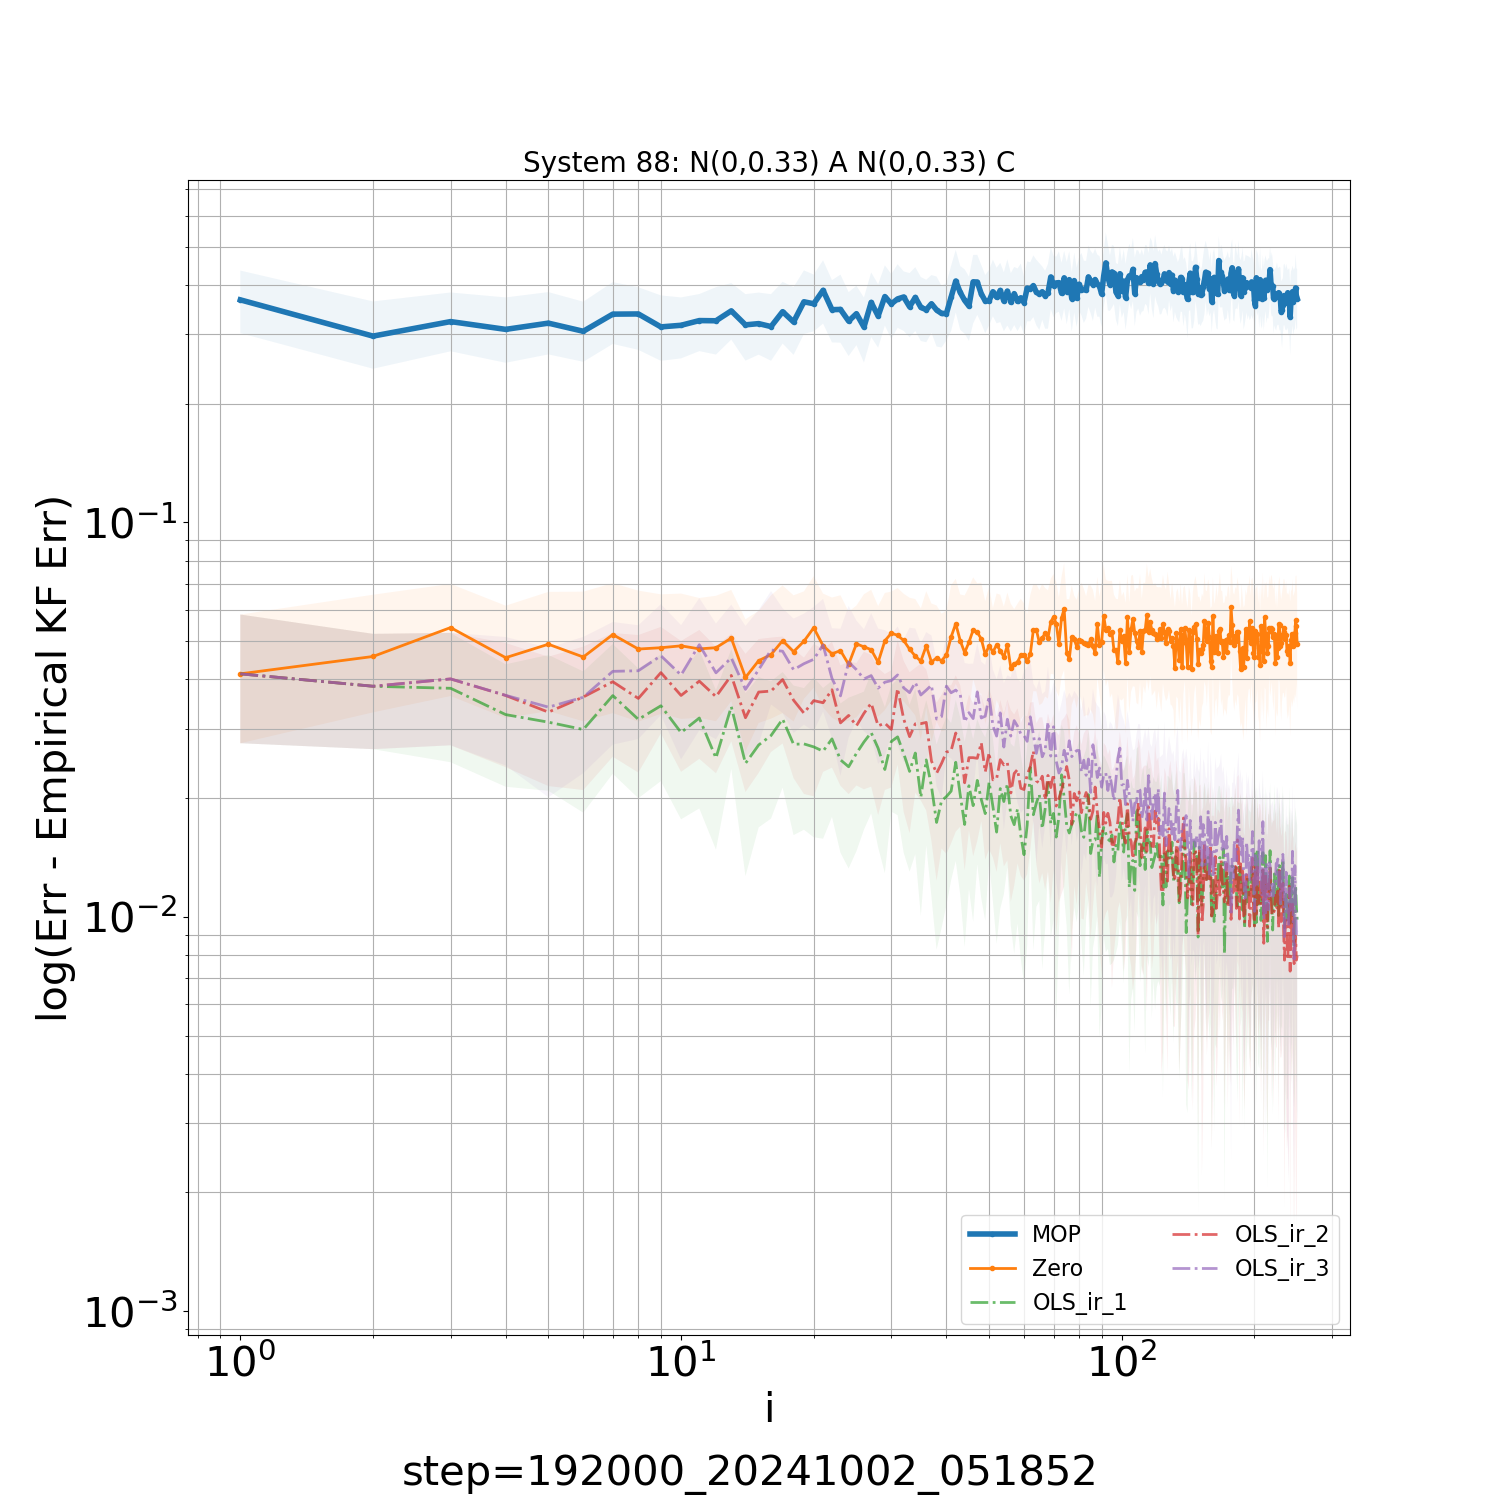 System 88: N(0,0.33) A N(0,0.33) C
log(Err - Empirical KF Err)
10⁻¹
10⁻²
10⁻³
MOP
Zero
OLS_ir_1
OLS_ir_2
OLS_ir_3
10⁰ 10¹ 10²
i
step=192000_20241002_051852